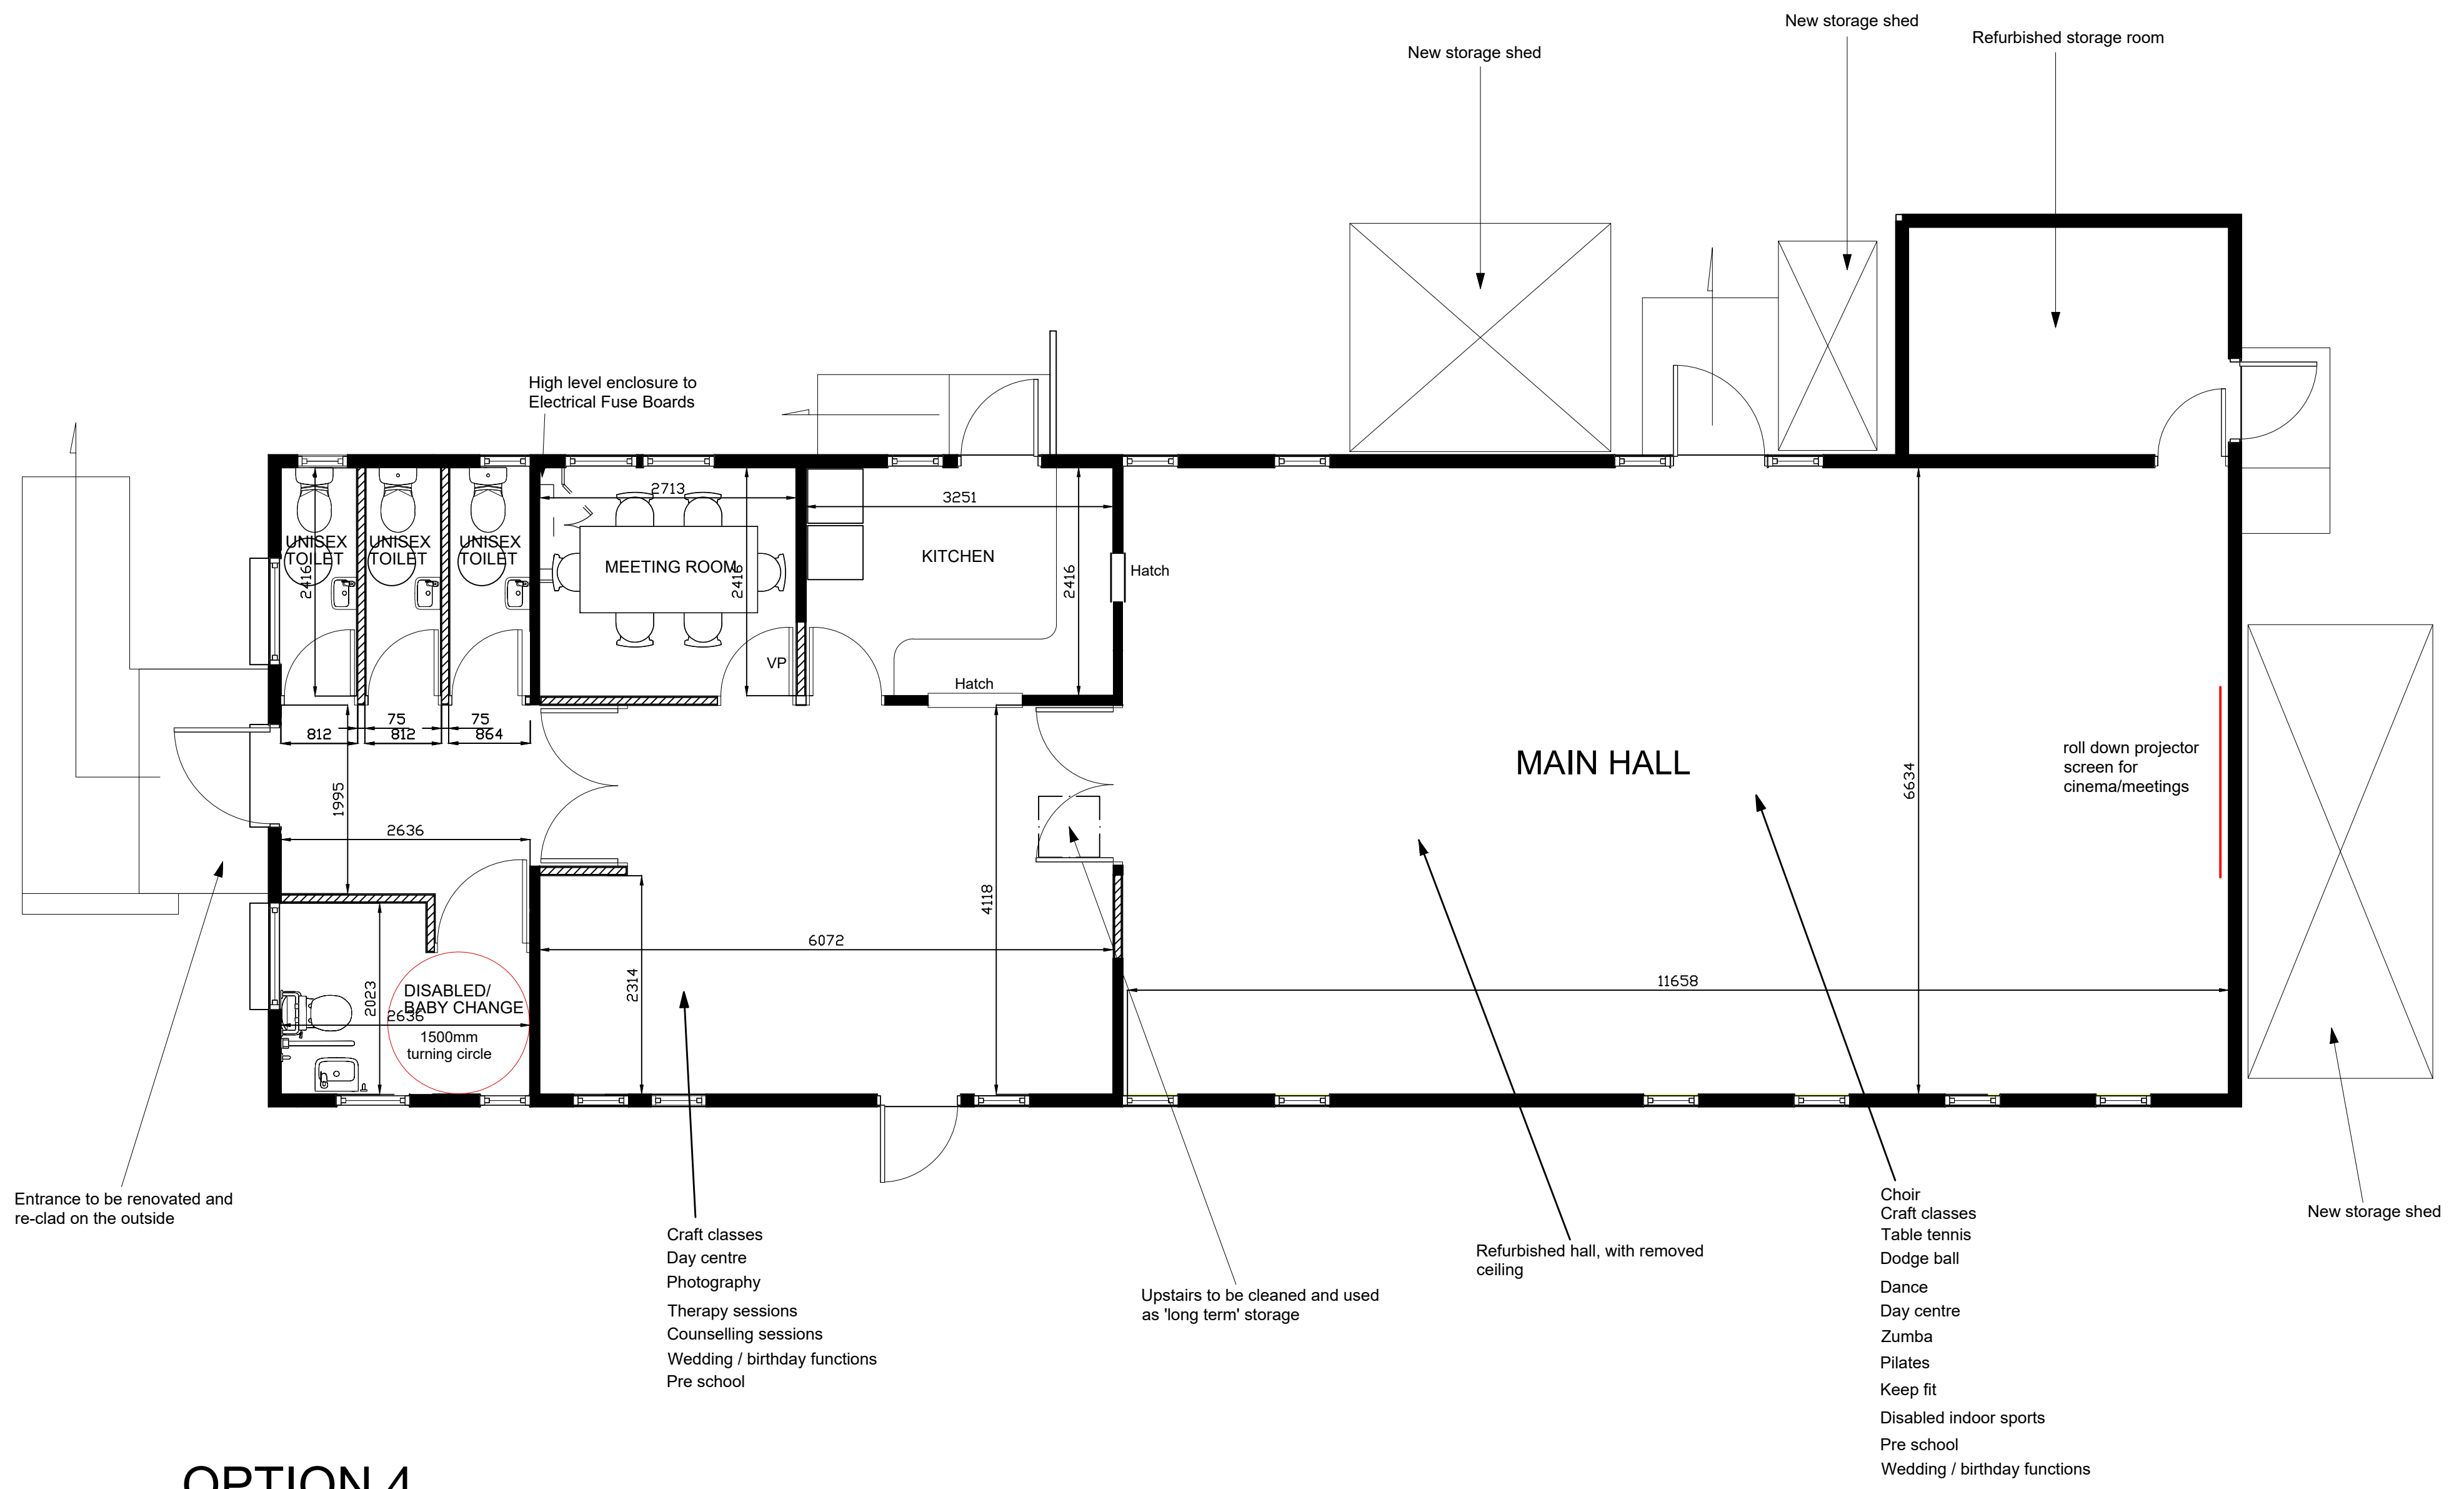 New storage shed
Refurbished storage room
New storage shed
High level enclosure to
Electrical Fuse Boards
2713
3251
UNISEX
TOILET
UNISEX
TOILET
UNISEX
TOILET
2416
MEETING ROOM
2416
KITCHEN
2416
Hatch
VP
Hatch
75
75
812
812
864
MAIN HALL
6634
roll down projector
screen for
cinema/meetings
1995
2636
4118
6072
2314
11658
2023
DISABLED/
BABY CHANGE
2636
1500mm
turning circle
Entrance to be renovated and
re-clad on the outside
Craft classes
Day centre
Photography
Therapy sessions
Counselling sessions
Wedding / birthday functions
Pre school
Upstairs to be cleaned and used
as 'long term' storage
Refurbished hall, with removed
ceiling
Choir
Craft classes
Table tennis
Dodge ball
Dance
Day centre
Zumba
Pilates
Keep fit
Disabled indoor sports
Pre school
Wedding / birthday functions
New storage shed
OPTION 4